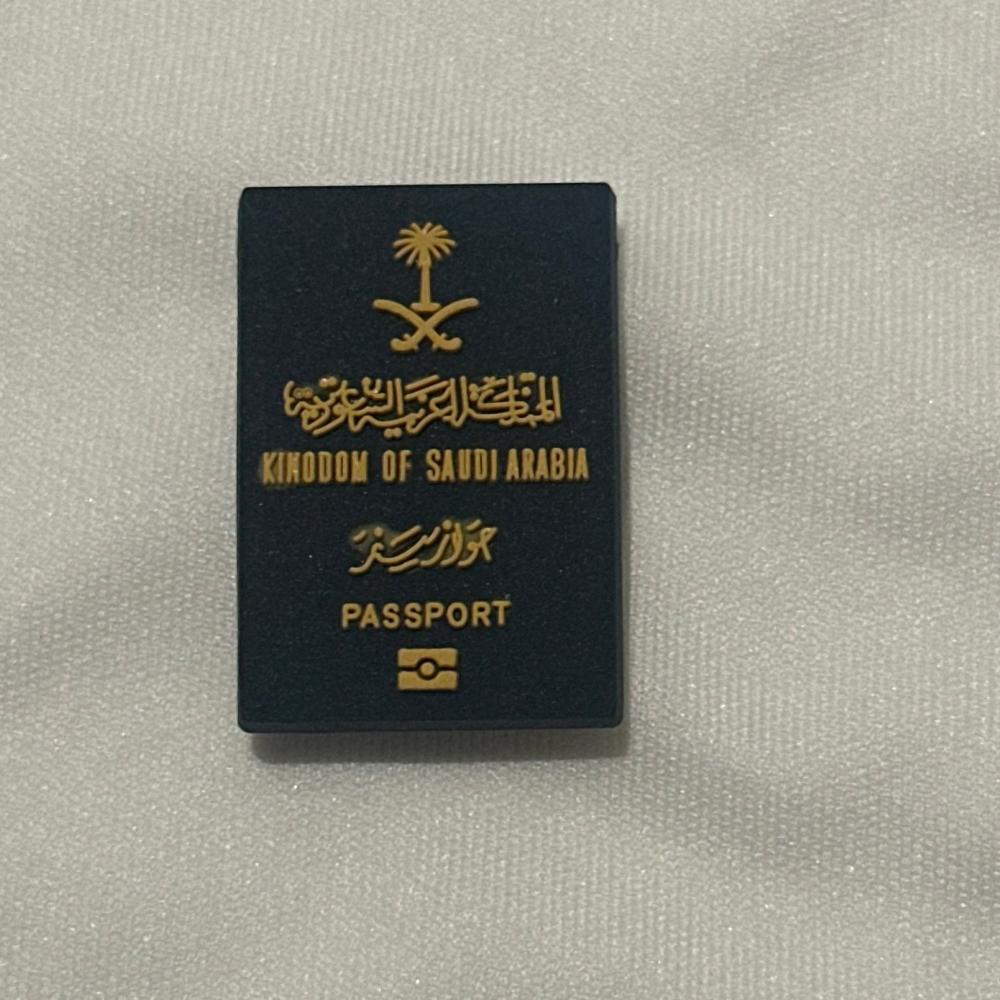 المملكة العربية السعودية
KINODOM OF SAUDI ARABIA
جواز سفر
PASSPORT